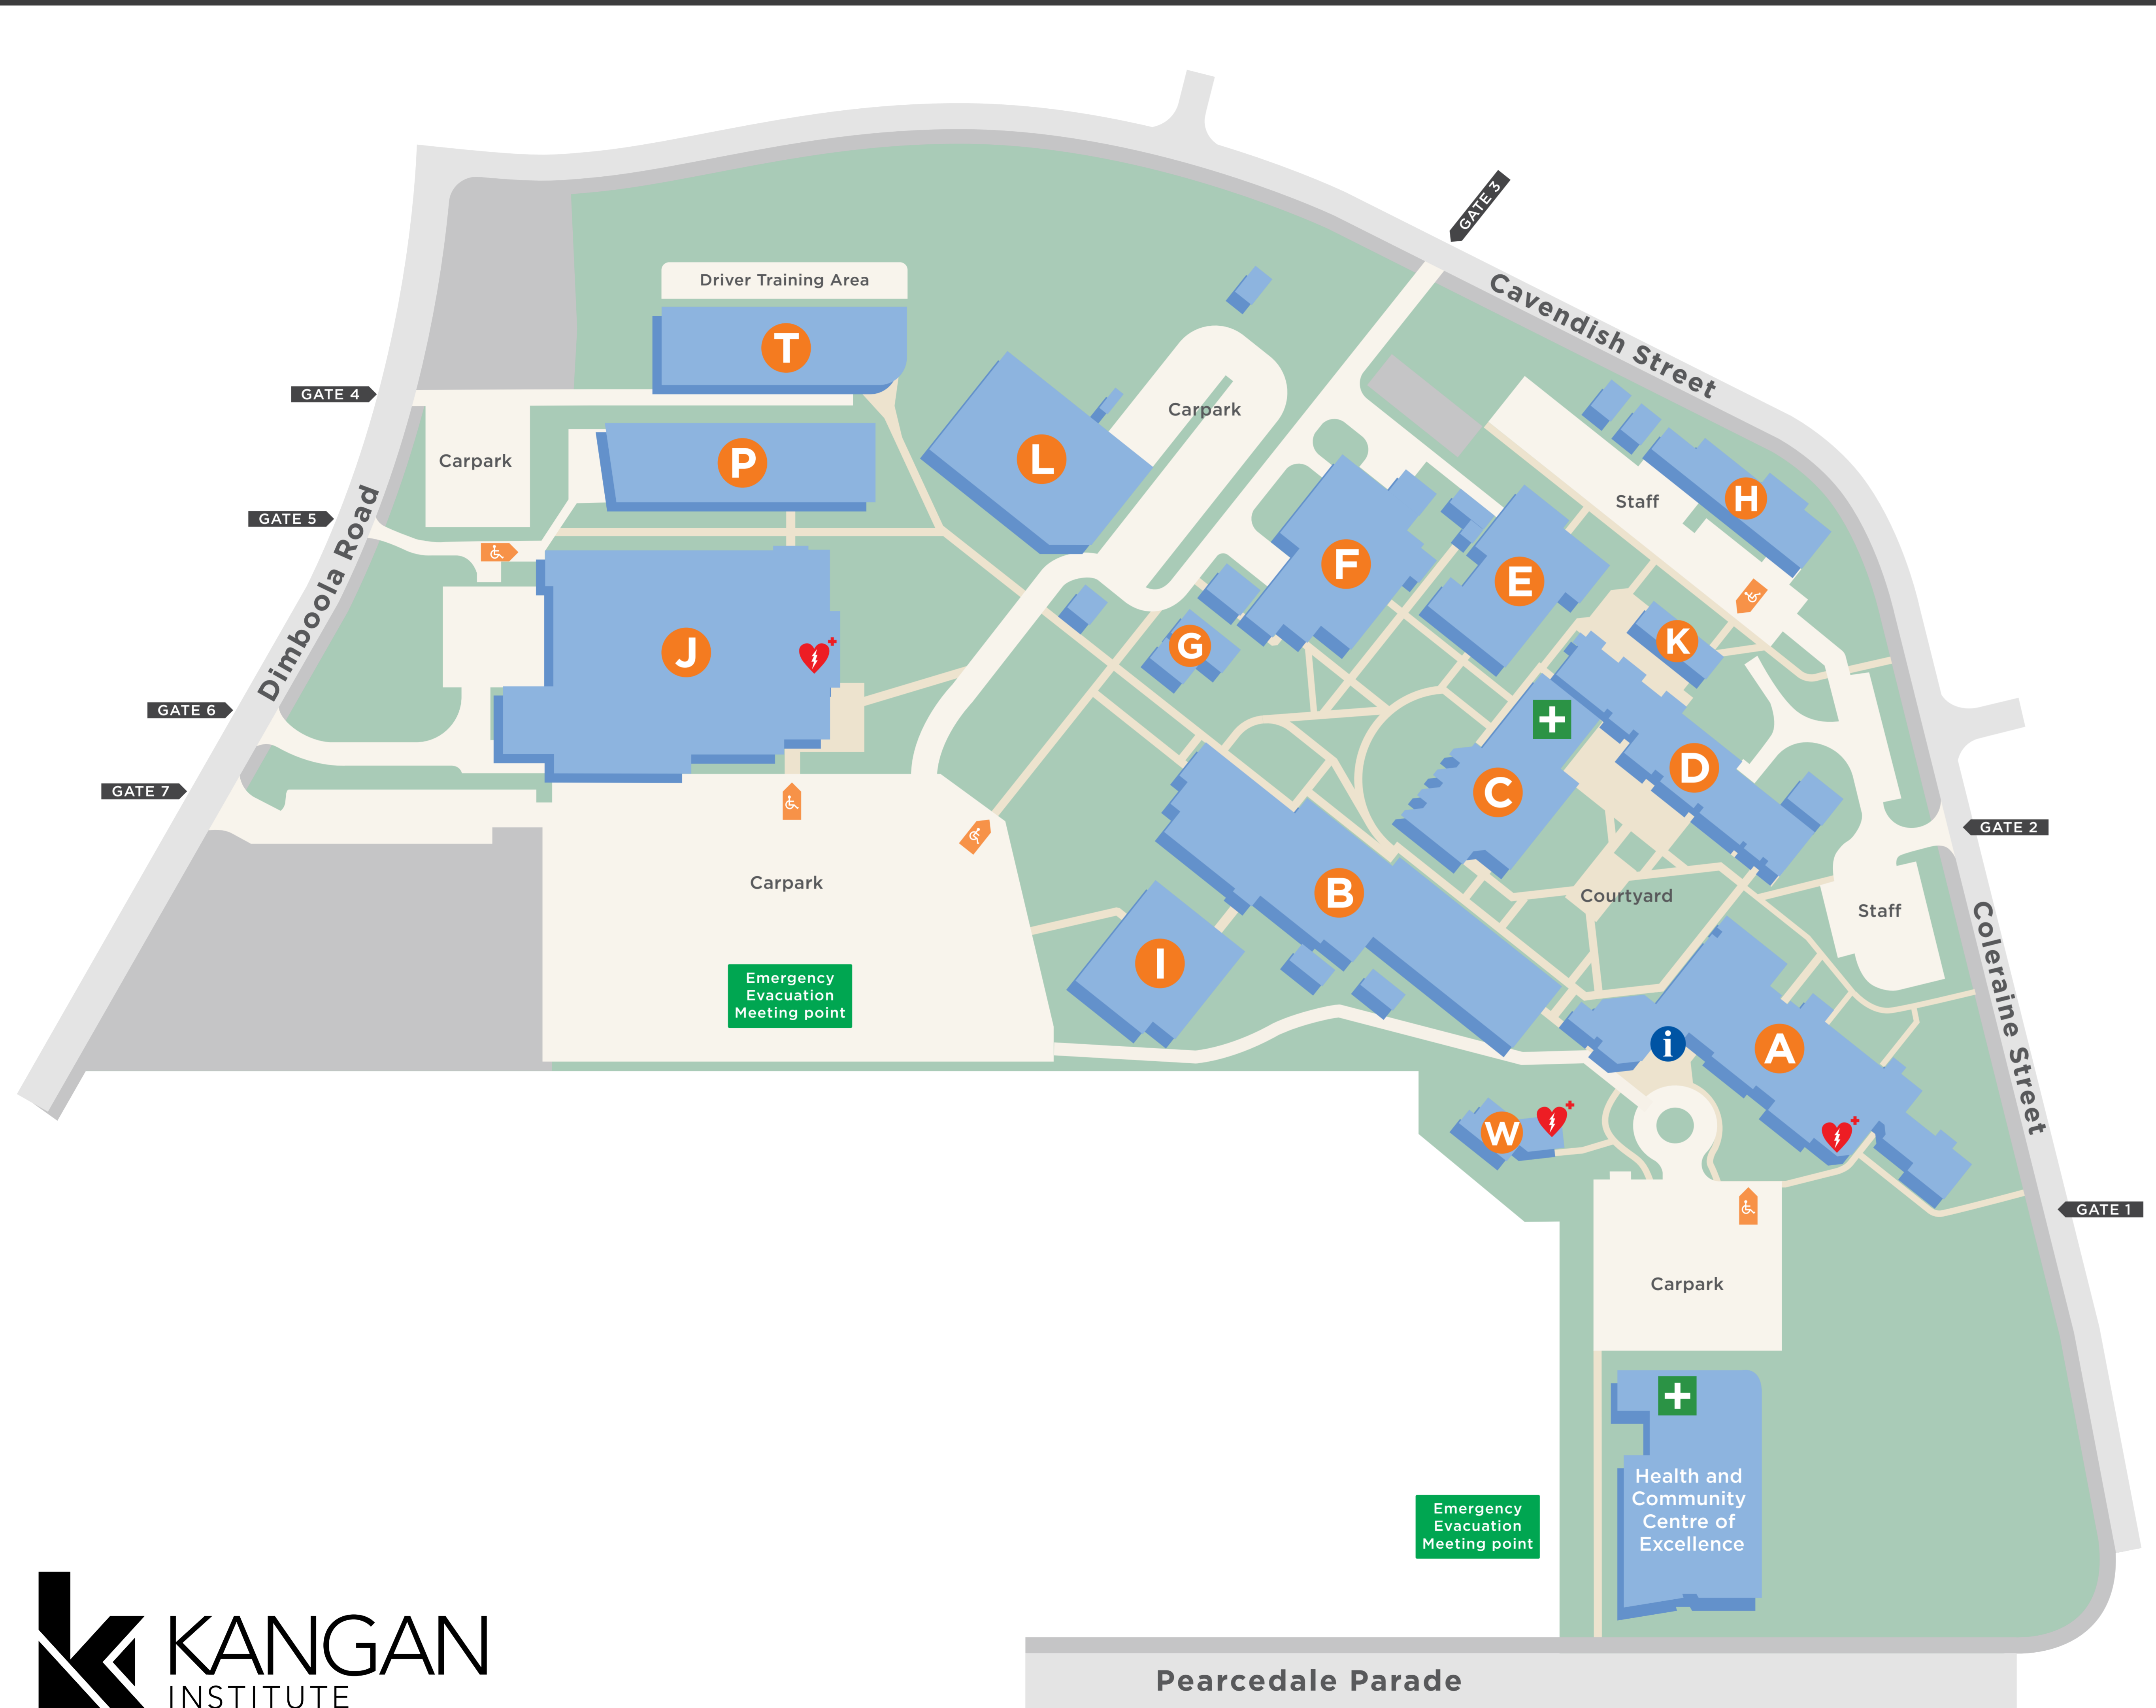 GATE 3
Cavendish Street
Driver Training Area
T
GATE 4
Carpark
L
Carpark
P
Staff
H
GATE 5
Dimboola Road
F
E
J
G
K
GATE 6
C
D
GATE 7
GATE 2
Carpark
B
Courtyard
Staff
Coleraine Street
I
Emergency
Evacuation
Meeting point
i
A
W
GATE 1
Carpark
Health and
Community
Centre of
Excellence
Emergency
Evacuation
Meeting point
KANGAN
INSTITUTE
Pearcedale Parade